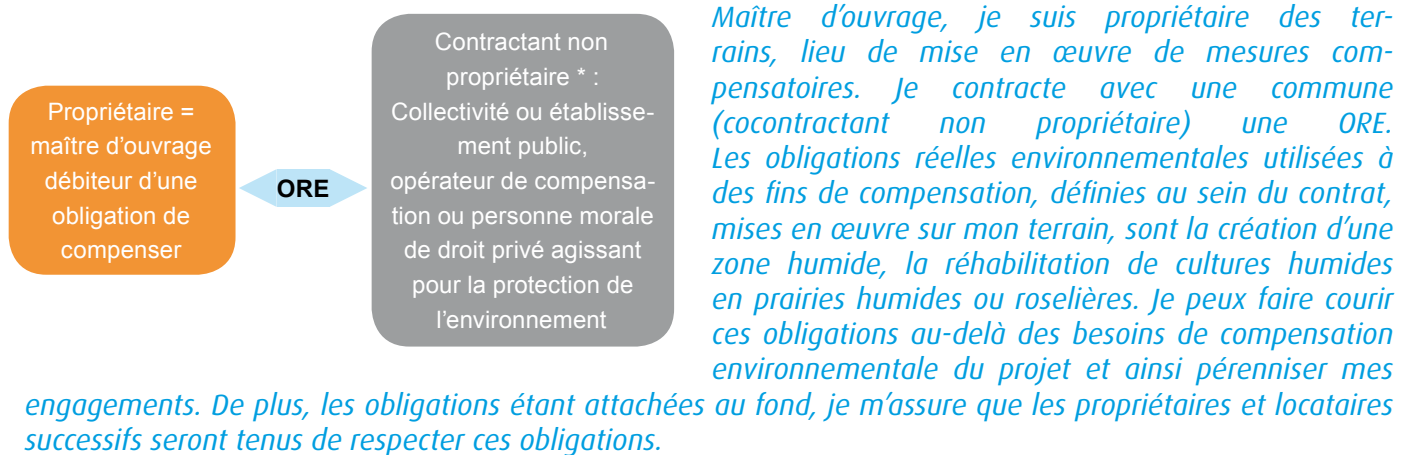 Propriétaire =
maître d'ouvrage
débiteur d'une
obligation de
compenser
ORE
Contractant non
propriétaire * :
Collectivité ou établisse-
ment public,
opérateur de compensa-
tion ou personne morale
de droit privé agissant
pour la protection de
l'environnement
Maître d'ouvrage, je suis propriétaire des ter-
rains, lieu de mise en œuvre de mesures com-
pensatoires. Je contracte avec une commune
(cocontractant non propriétaire) une ORE.
Les obligations réelles environnementales utilisées à
des fins de compensation, définies au sein du contrat,
mises en œuvre sur mon terrain, sont la création d'une
zone humide, la réhabilitation de cultures humides
en prairies humides ou roselières. Je peux faire courir
ces obligations au-delà des besoins de compensation
environnementale du projet et ainsi pérenniser mes
engagements. De plus, les obligations étant attachées au fond, je m'assure que les propriétaires et locataires
successifs seront tenus de respecter ces obligations.